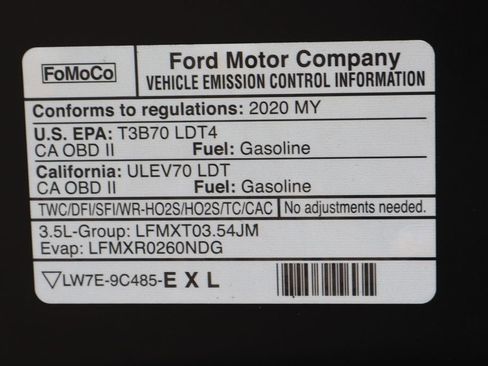 FoMoCo
Ford Motor Company
VEHICLE EMISSION CONTROL INFORMATION
Conforms to regulations: 2020 MY
U.S. EPA: T3B70 LDT4
CA OBD II Fuel: Gasoline
California: ULEV70 LDT
CA OBD II Fuel: Gasoline
TWC/DFI/SFI/WR-HO2S/HO2S/TC/CAC No adjustments needed.
3.5L-Group: LFMXT03.54JM
Evap: LFMXR0260NDG
▽LW7E-9C485-E X L